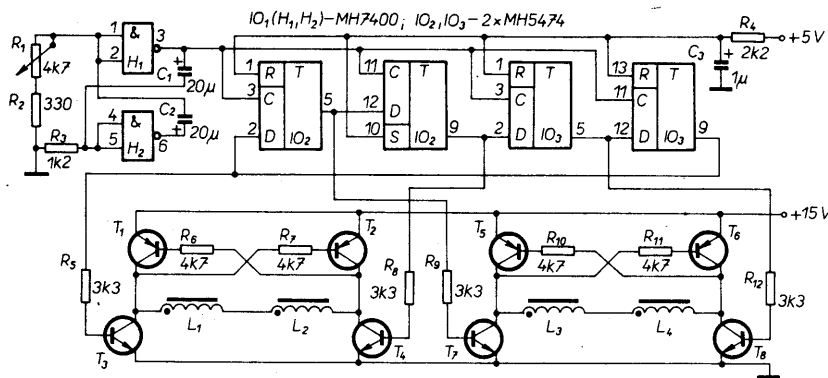 IO₁(H₁,H₂)-MH7400; IO₂,IO₃-2×MH5474
R₁
4k7
R₂
330
R₃
1k2
1
2
&
H₁
3
4
5
&
H₂
6
C₁
20μ
C₂
20μ
1
3
2
R
C
D
T
IO₂
5
11
12
10
C
D
S
T
IO₂
9
1
3
2
R
C
D
T
IO₃
5
13
11
12
R
C
D
T
IO₃
9
C₃
1μ
R₄
2k2
+5V
+15V
T₁
R₆
4k7
R₇
4k7
T₂
R₅
3k3
R₈
3k3
R₉
3k3
T₅
R₁₀
4k7
R₁₁
4k7
T₆
R₁₂
3k3
L₁
L₂
L₃
L₄
T₃
T₄
T₇
T₈